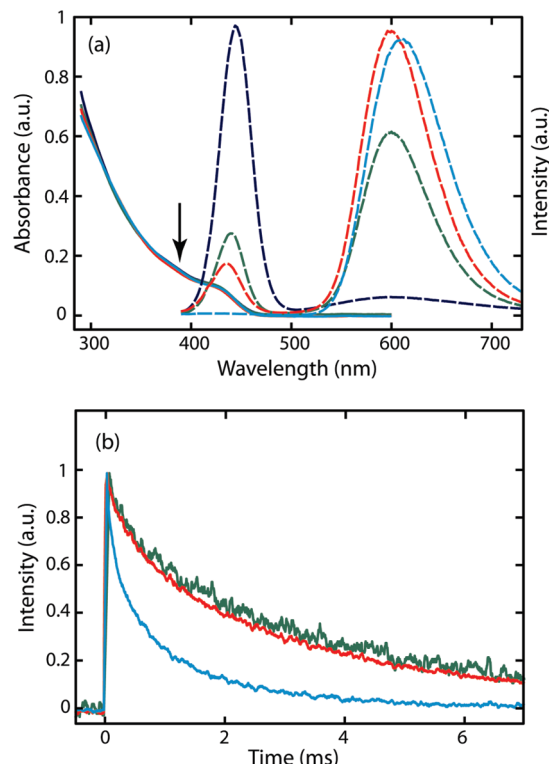 (a)
1
0.8
0.6
0.4
0.2
0
Absorbance (a.u.)
Intensity (a.u.)
300 400 500 600 700
Wavelength (nm)
(b)
1
0.8
0.6
0.4
0.2
0
Intensity (a.u.)
0 2 4 6
Time (ms)